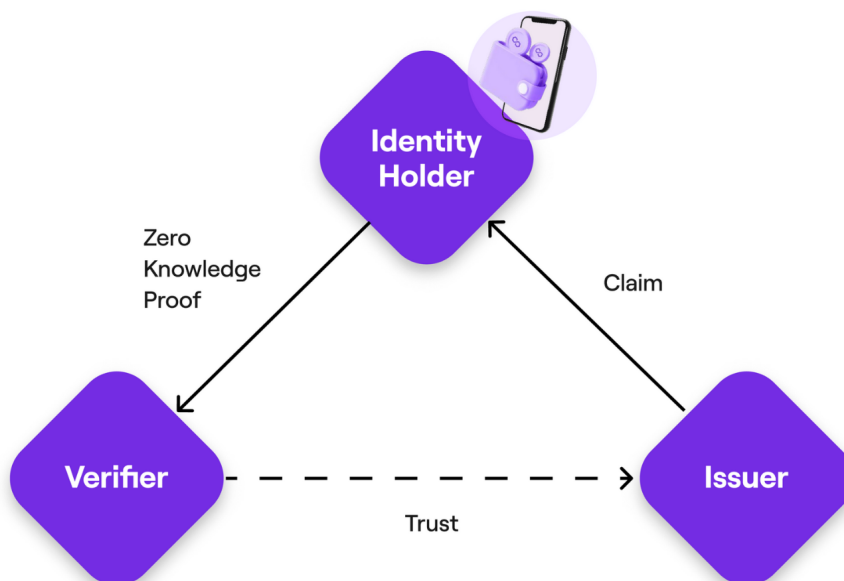 Identity
Holder
Zero
Knowledge
Proof
Claim
Verifier
Issuer
Trust